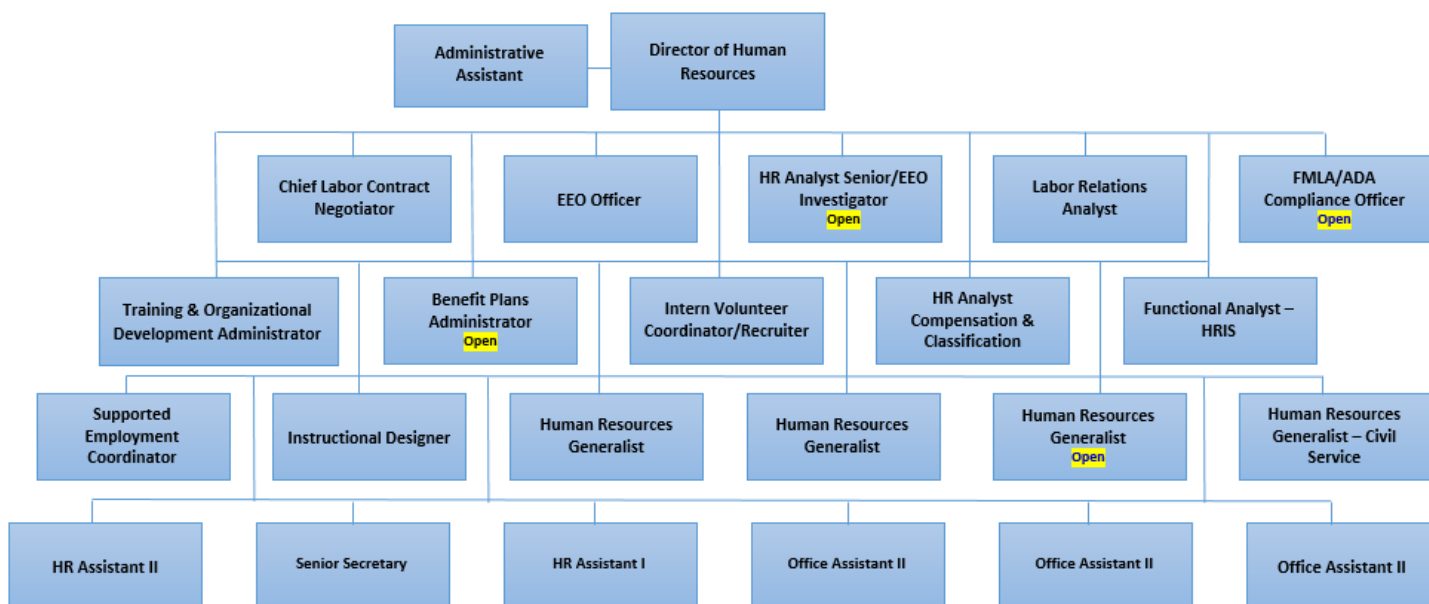 Administrative
Assistant
Director of Human
Resources
Chief Labor Contract
Negotiator
EEO Officer
HR Analyst Senior/EEO
Investigator
Open
Labor Relations
Analyst
FMLA/ADA
Compliance Officer
Open
Training & Organizational
Development Administrator
Benefit Plans
Administrator
Open
Intern Volunteer
Coordinator/Recruiter
HR Analyst
Compensation &
Classification
Functional Analyst –
HRIS
Supported
Employment
Coordinator
Instructional Designer
Human Resources
Generalist
Human Resources
Generalist
Human Resources
Generalist
Open
Human Resources
Generalist – Civil
Service
HR Assistant II
Senior Secretary
HR Assistant I
Office Assistant II
Office Assistant II
Office Assistant II